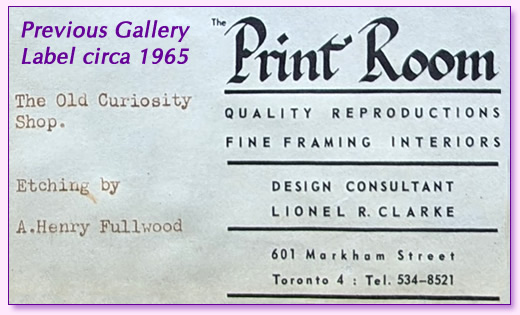 Previous Gallery
Label circa 1965
The Old Curiosity
Shop.
Etching by
A.Henry Fullwood
The
Print Room
QUALITY REPRODUCTIONS
FINE FRAMING INTERIORS
DESIGN CONSULTANT
LIONEL R. CLARKE
601 Markham Street
Toronto 4 : Tel. 534–8521